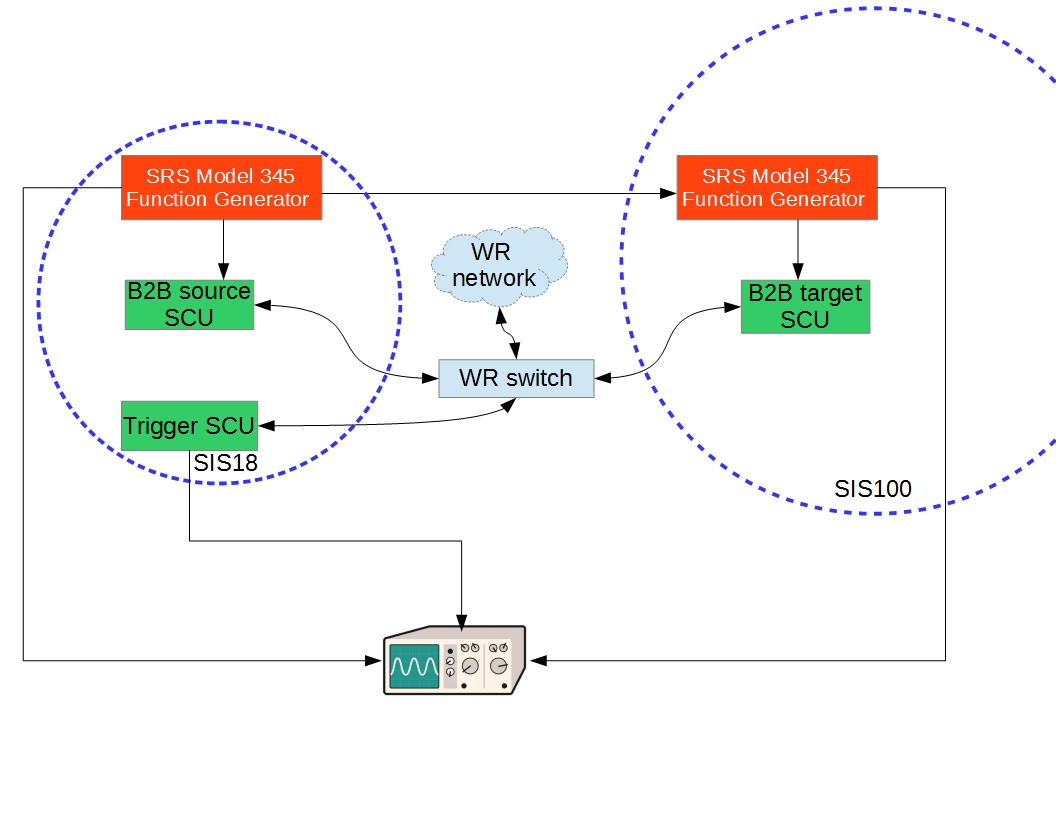 SRS Model 345
Function Generator
SRS Model 345
Function Generator
WR
network
B2B source
SCU
B2B target
SCU
WR switch
Trigger SCU
SIS18
SIS100